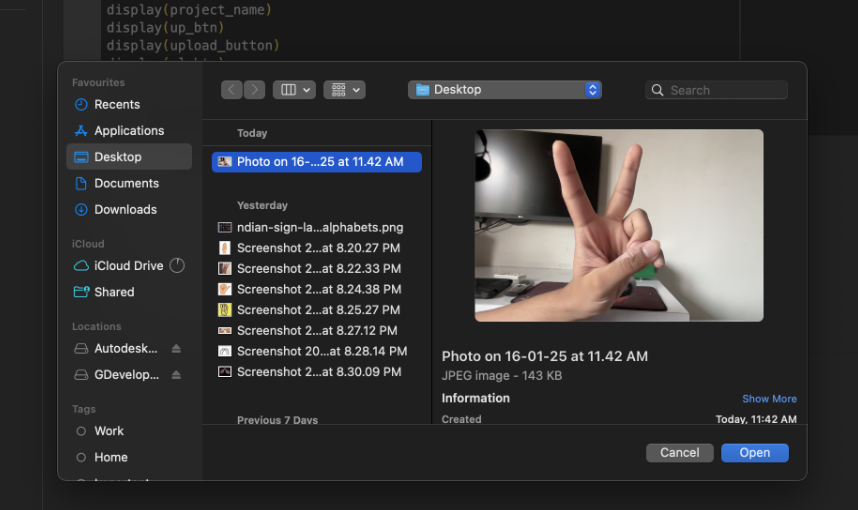 display(project_name)
display(up_btn)
display(upload_button)
Favourites
Recents
Applications
Desktop
Documents
Downloads
iCloud
iCloud Drive
Shared
Locations
Autodesk...
GDevelop...
Tags
Work
Home
Desktop
Search
Today
Photo on 16-...25 at 11.42 AM
Yesterday
ndian-sign-la...alphabets.png
Screenshot 2...at 8.20.27 PM
Screenshot 2...at 8.22.33 PM
Screenshot 2...at 8.24.38 PM
Screenshot 2...at 8.25.27 PM
Screenshot 2...at 8.27.12 PM
Screenshot 20...at 8.28.14 PM
Screenshot 2...at 8.30.09 PM
Previous 7 Days
Photo on 16-01-25 at 11.42 AM
JPEG image - 143 KB
Information
Show More
Created
Today, 11:42 AM
Cancel
Open